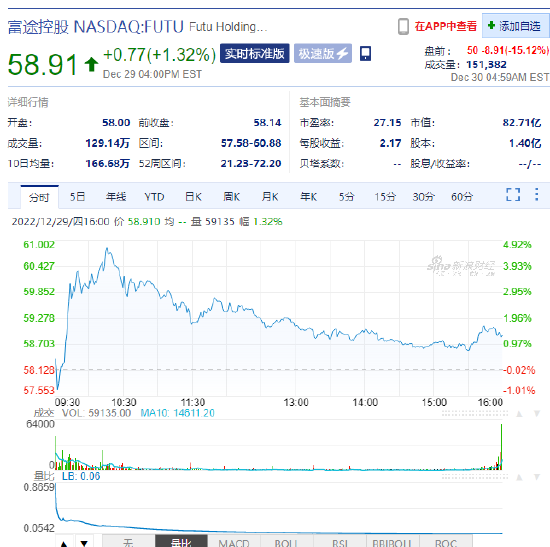 富途控股 NASDAQ:FUTU Futu Holding...
在APP中查看 + 添加自选
58.91 +0.77(+1.32%) 实时标准版 极速版
Dec 29 04:00PM EST
盘前: 50 -8.91(-15.12%)
成交量: 151,382
Dec 30 04:59AM EST
详细行情 基本面摘要
开盘: 58.00 前收盘: 58.14 市盈率: 27.15 市值: 82.71亿
成交量: 129.14万 区间: 57.58-60.88 每股收益: 2.17 股本: 1.40亿
10日均量: 166.68万 52周区间: 21.23-72.20 贝塔系数: -- 股息/收益率: --/--
分时 5日 年线 YTD 日K 周K 月K 年K 5分 15分 30分 60分
2022/12/29/四16:00 价 58.910 均 -- 量 59135 幅 1.32%
61.002 4.92%
60.427 3.93%
sina 新浪财经
59.852 2.95%
59.278 1.96%
58.703 0.97%
58.128 -0.02%
57.553 -1.01%
09:30 10:30 11:30 13:00 14:00 15:00 16:00
成交 VOL: 59135.00 MA10: 14611.20
64000
0
量比 LB: 0.06
0.8659
0.0542
无 量比 MACD BOLL RSI BBIBOLL ROC